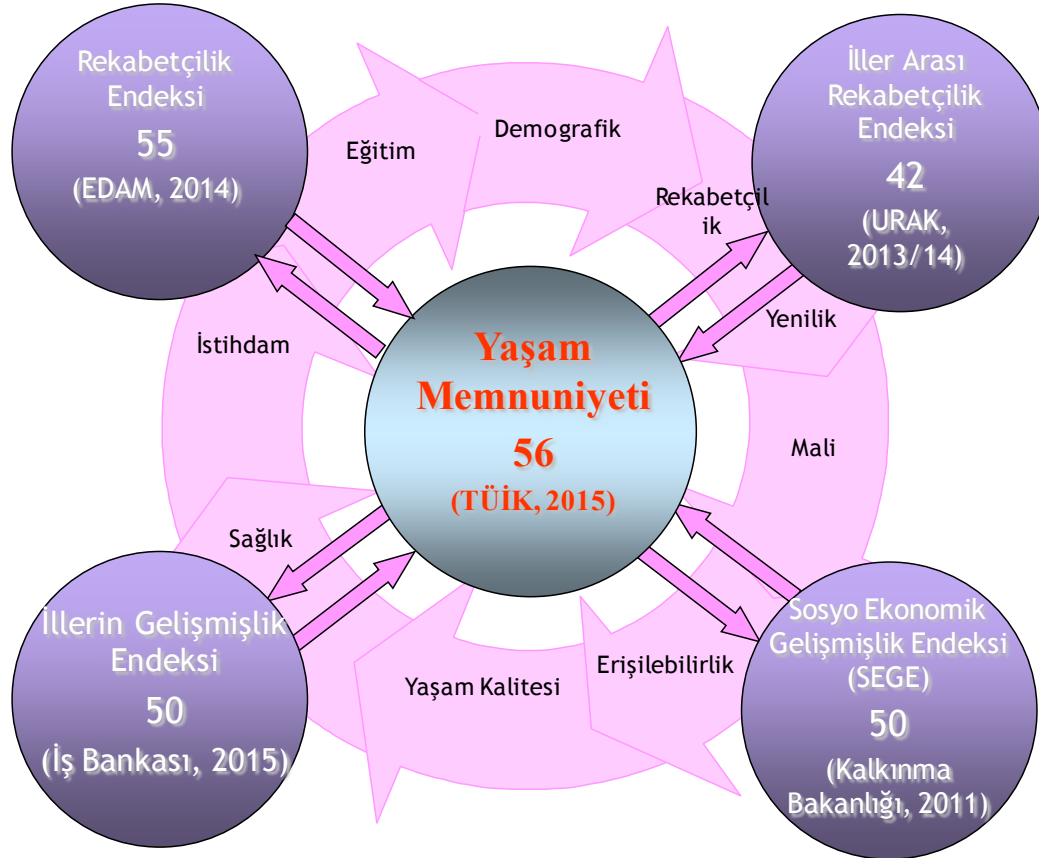 Rekabetçilik
Endeksi
55
(EDAM, 2014)
İller Arası
Rekabetçilik
Endeksi
42
(URAK,
2013/14)
Demografik
Eğitim
Rekabetçil
ik
Yenilik
İstihdam
Mali
Yaşam
Memnuniyeti
56
(TÜİK, 2015)
Sağlık
Yaşam Kalitesi
Erişilebilirlik
İllerin Gelişmişlik
Endeksi
50
(İş Bankası, 2015)
Sosyo Ekonomik
Gelişmişlik Endeksi
(SEGE)
50
(Kalkınma
Bakanlığı, 2011)